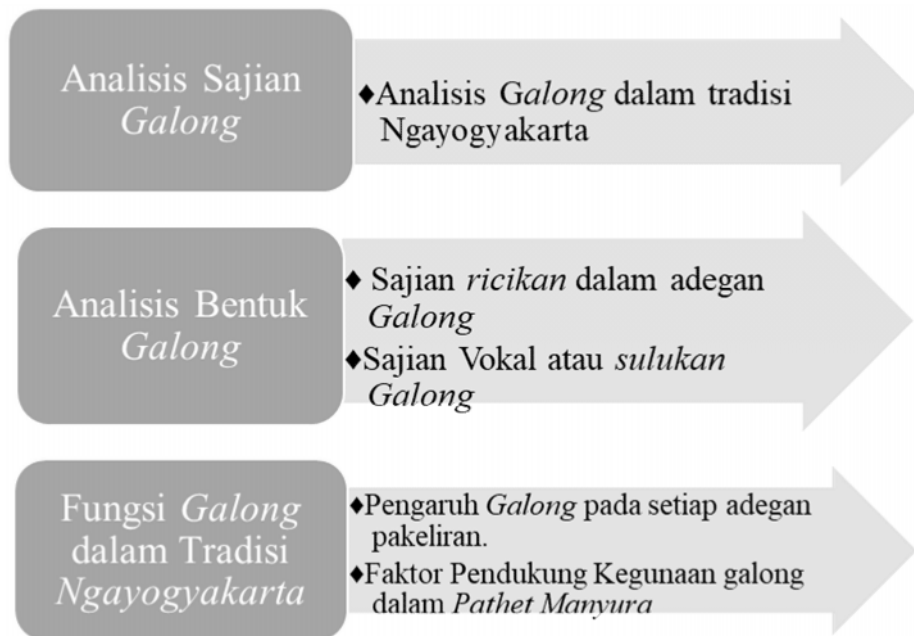 Analisis Sajian
Galong
♦Analisis Galong dalam tradisi
Ngayogyakarta
Analisis Bentuk
Galong
♦ Sajian ricikan dalam adegan
Galong
♦Sajian Vokal atau sulukan
Galong
Fungsi Galong
dalam Tradisi
Ngayogyakarta
♦Pengaruh Galong pada setiap adegan
pakeliran.
♦Faktor Pendukung Kegunaan galong
dalam Pathet Manyura